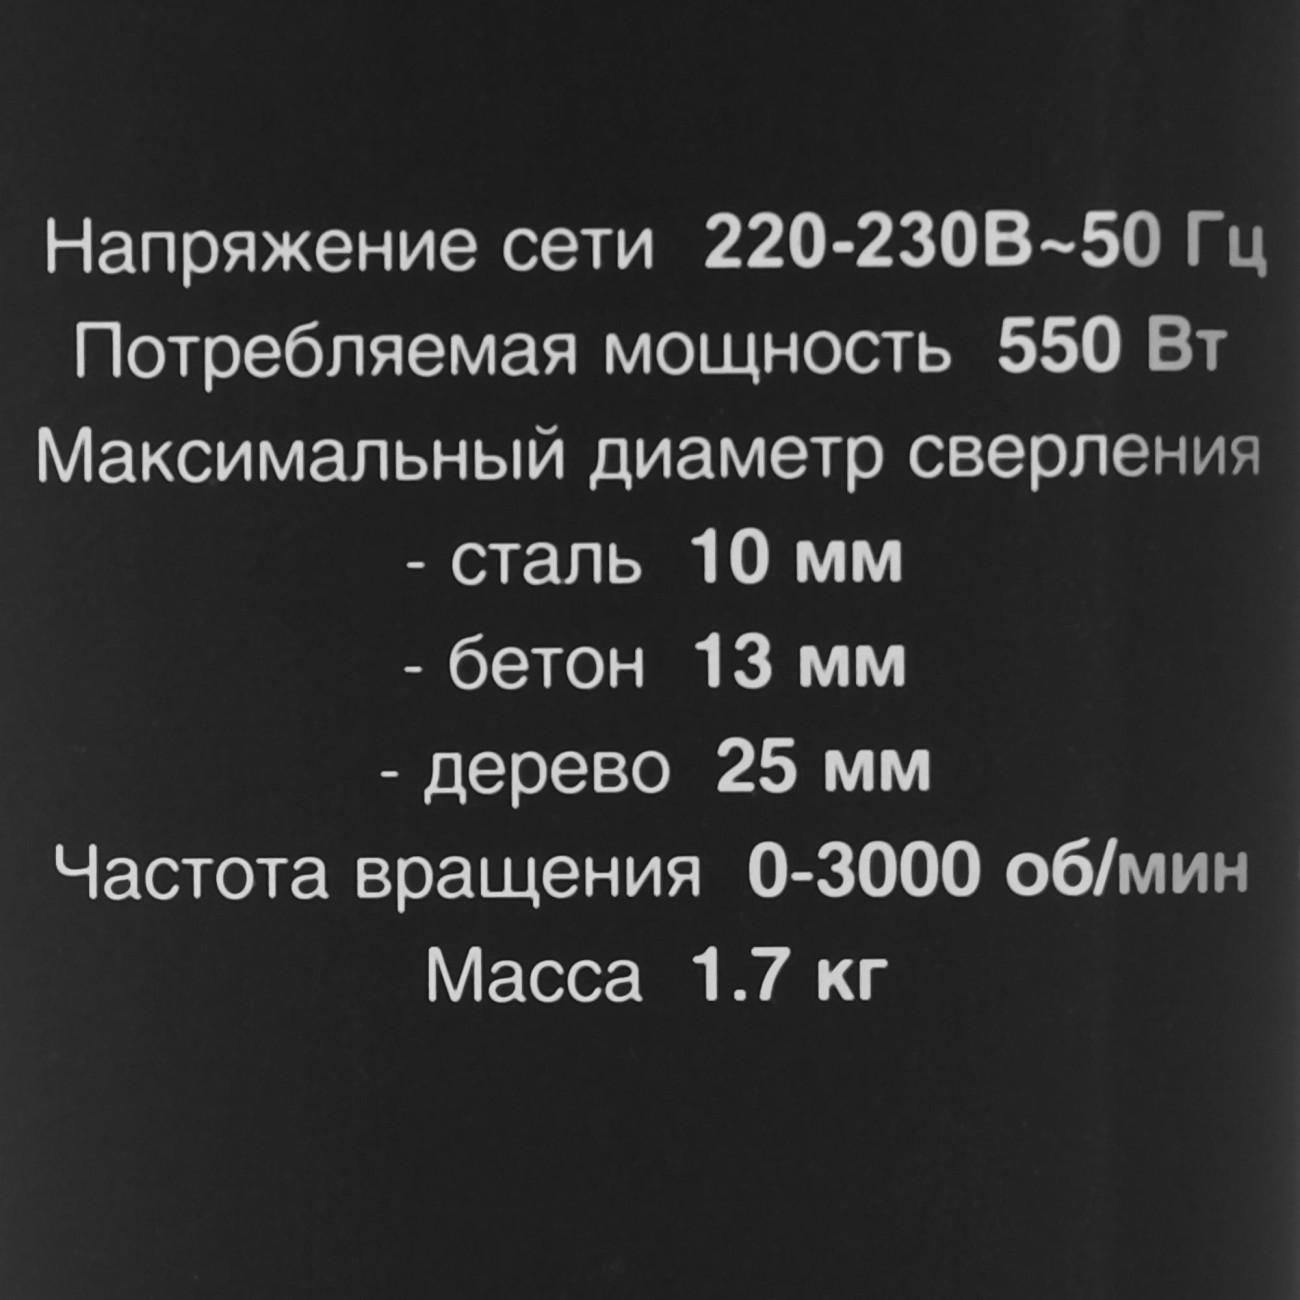 Напряжение сети 220-230В~50 Гц
Потребляемая мощность 550 Вт
Максимальный диаметр сверления
- сталь 10 мм
- бетон 13 мм
- дерево 25 мм
Частота вращения 0-3000 об/мин
Масса 1.7 кг